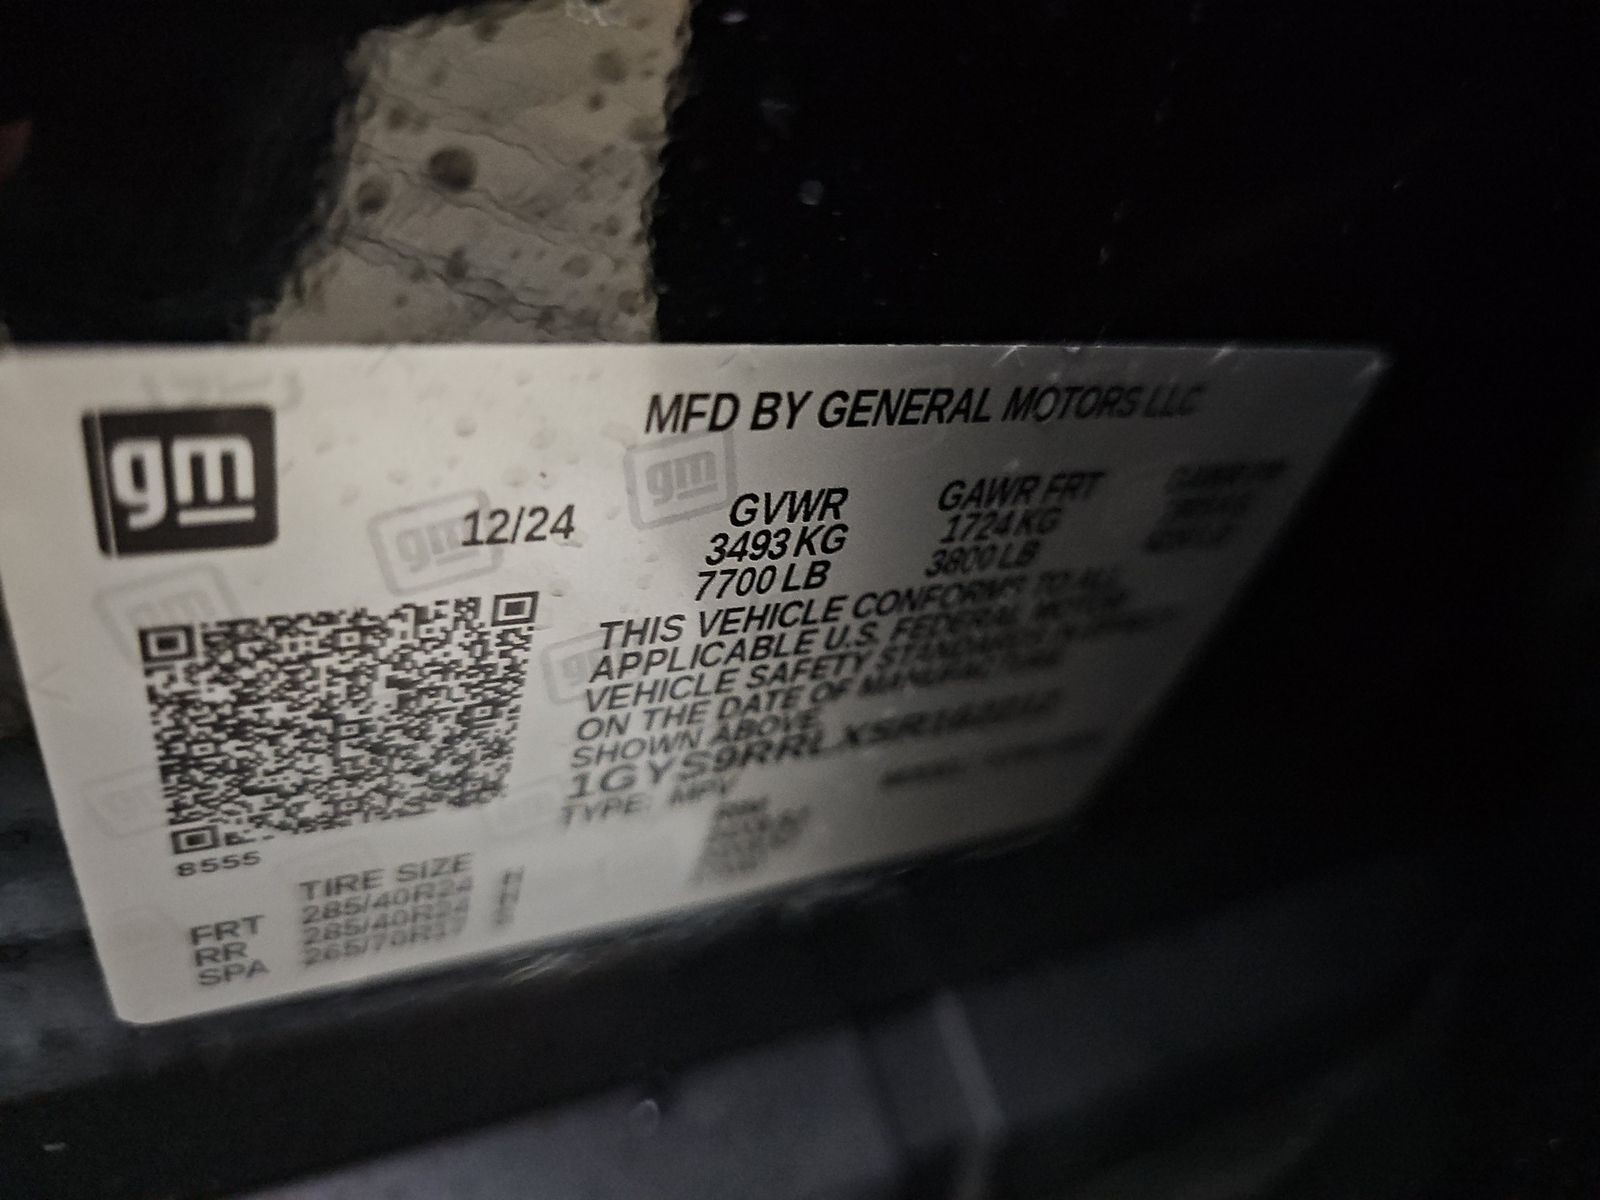 gm
MFD BY GENERAL MOTORS LLC
12/24
GVWR
3493 KG
7700 LB
GAWR FRT
1724 KG
3800 LB
THIS VEHICLE CONFORMS TO ALL
APPLICABLE U.S. FEDERAL MOTOR
VEHICLE SAFETY STANDARDS IN EFFECT
ON THE DATE OF MANUFACTURE
SHOWN ABOVE.
TYPE: MPV
8555
TIRE SIZE
FRT 285/40R24
RR 285/40R24
SPA 265/70R17